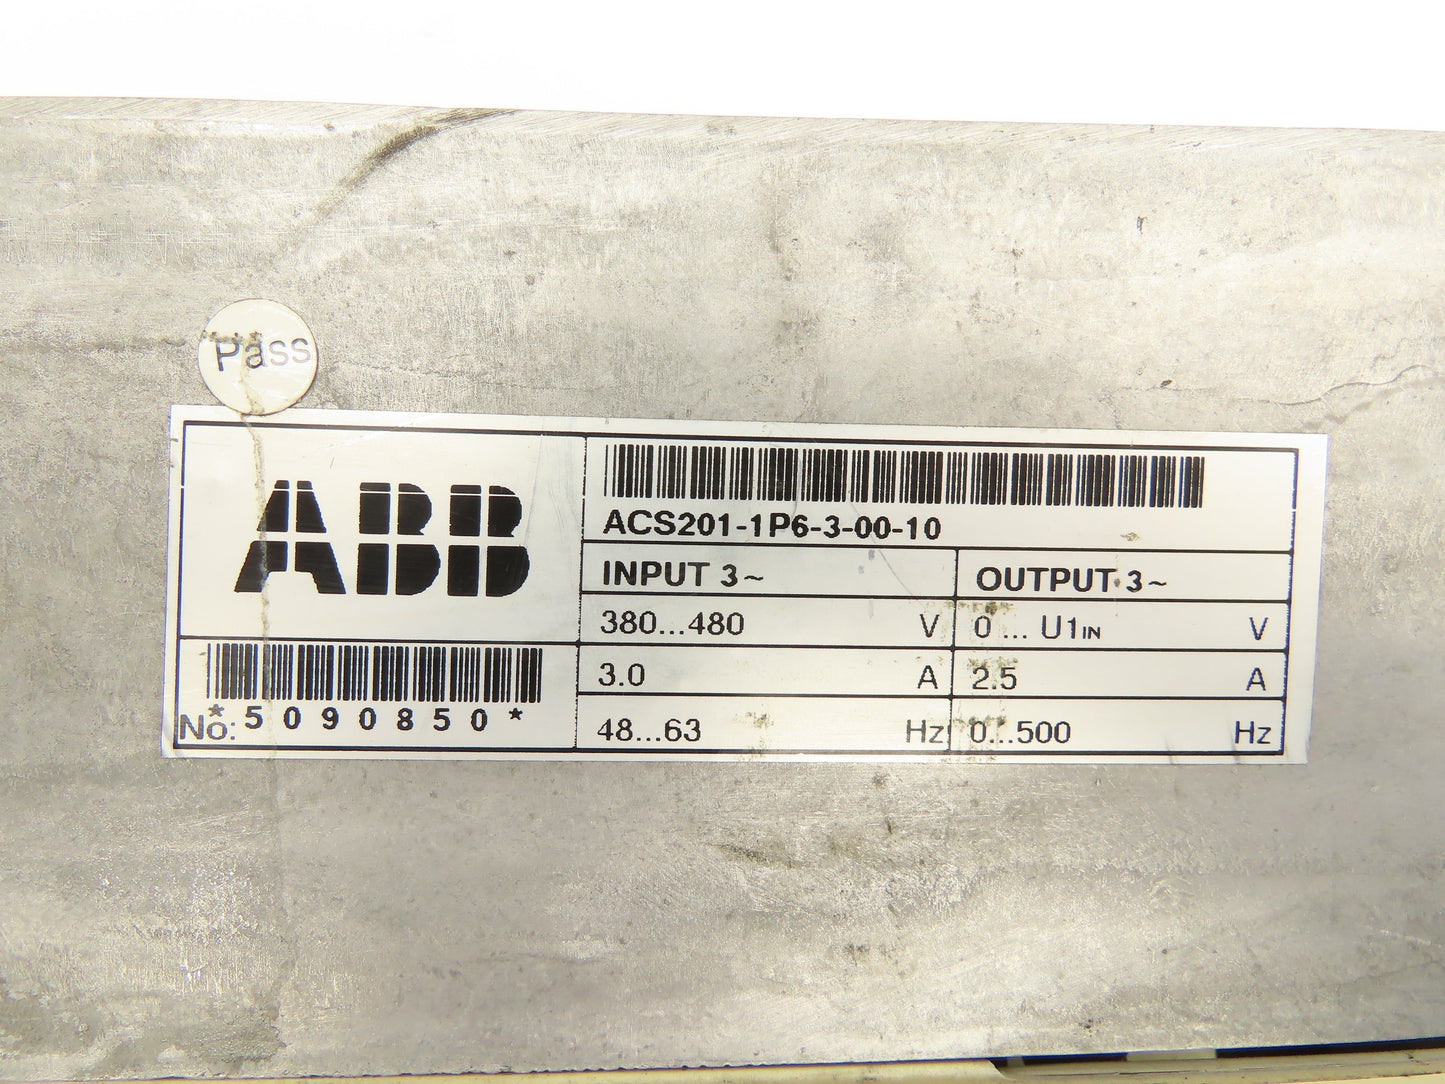 Pass
ABB
ACS201-1P6-3-00-10
INPUT 3~ OUTPUT 3~
380...480 V 0 ... U1IN V
3.0 A 2.5 A
48...63 Hz 0...500 Hz
No: *5090850*